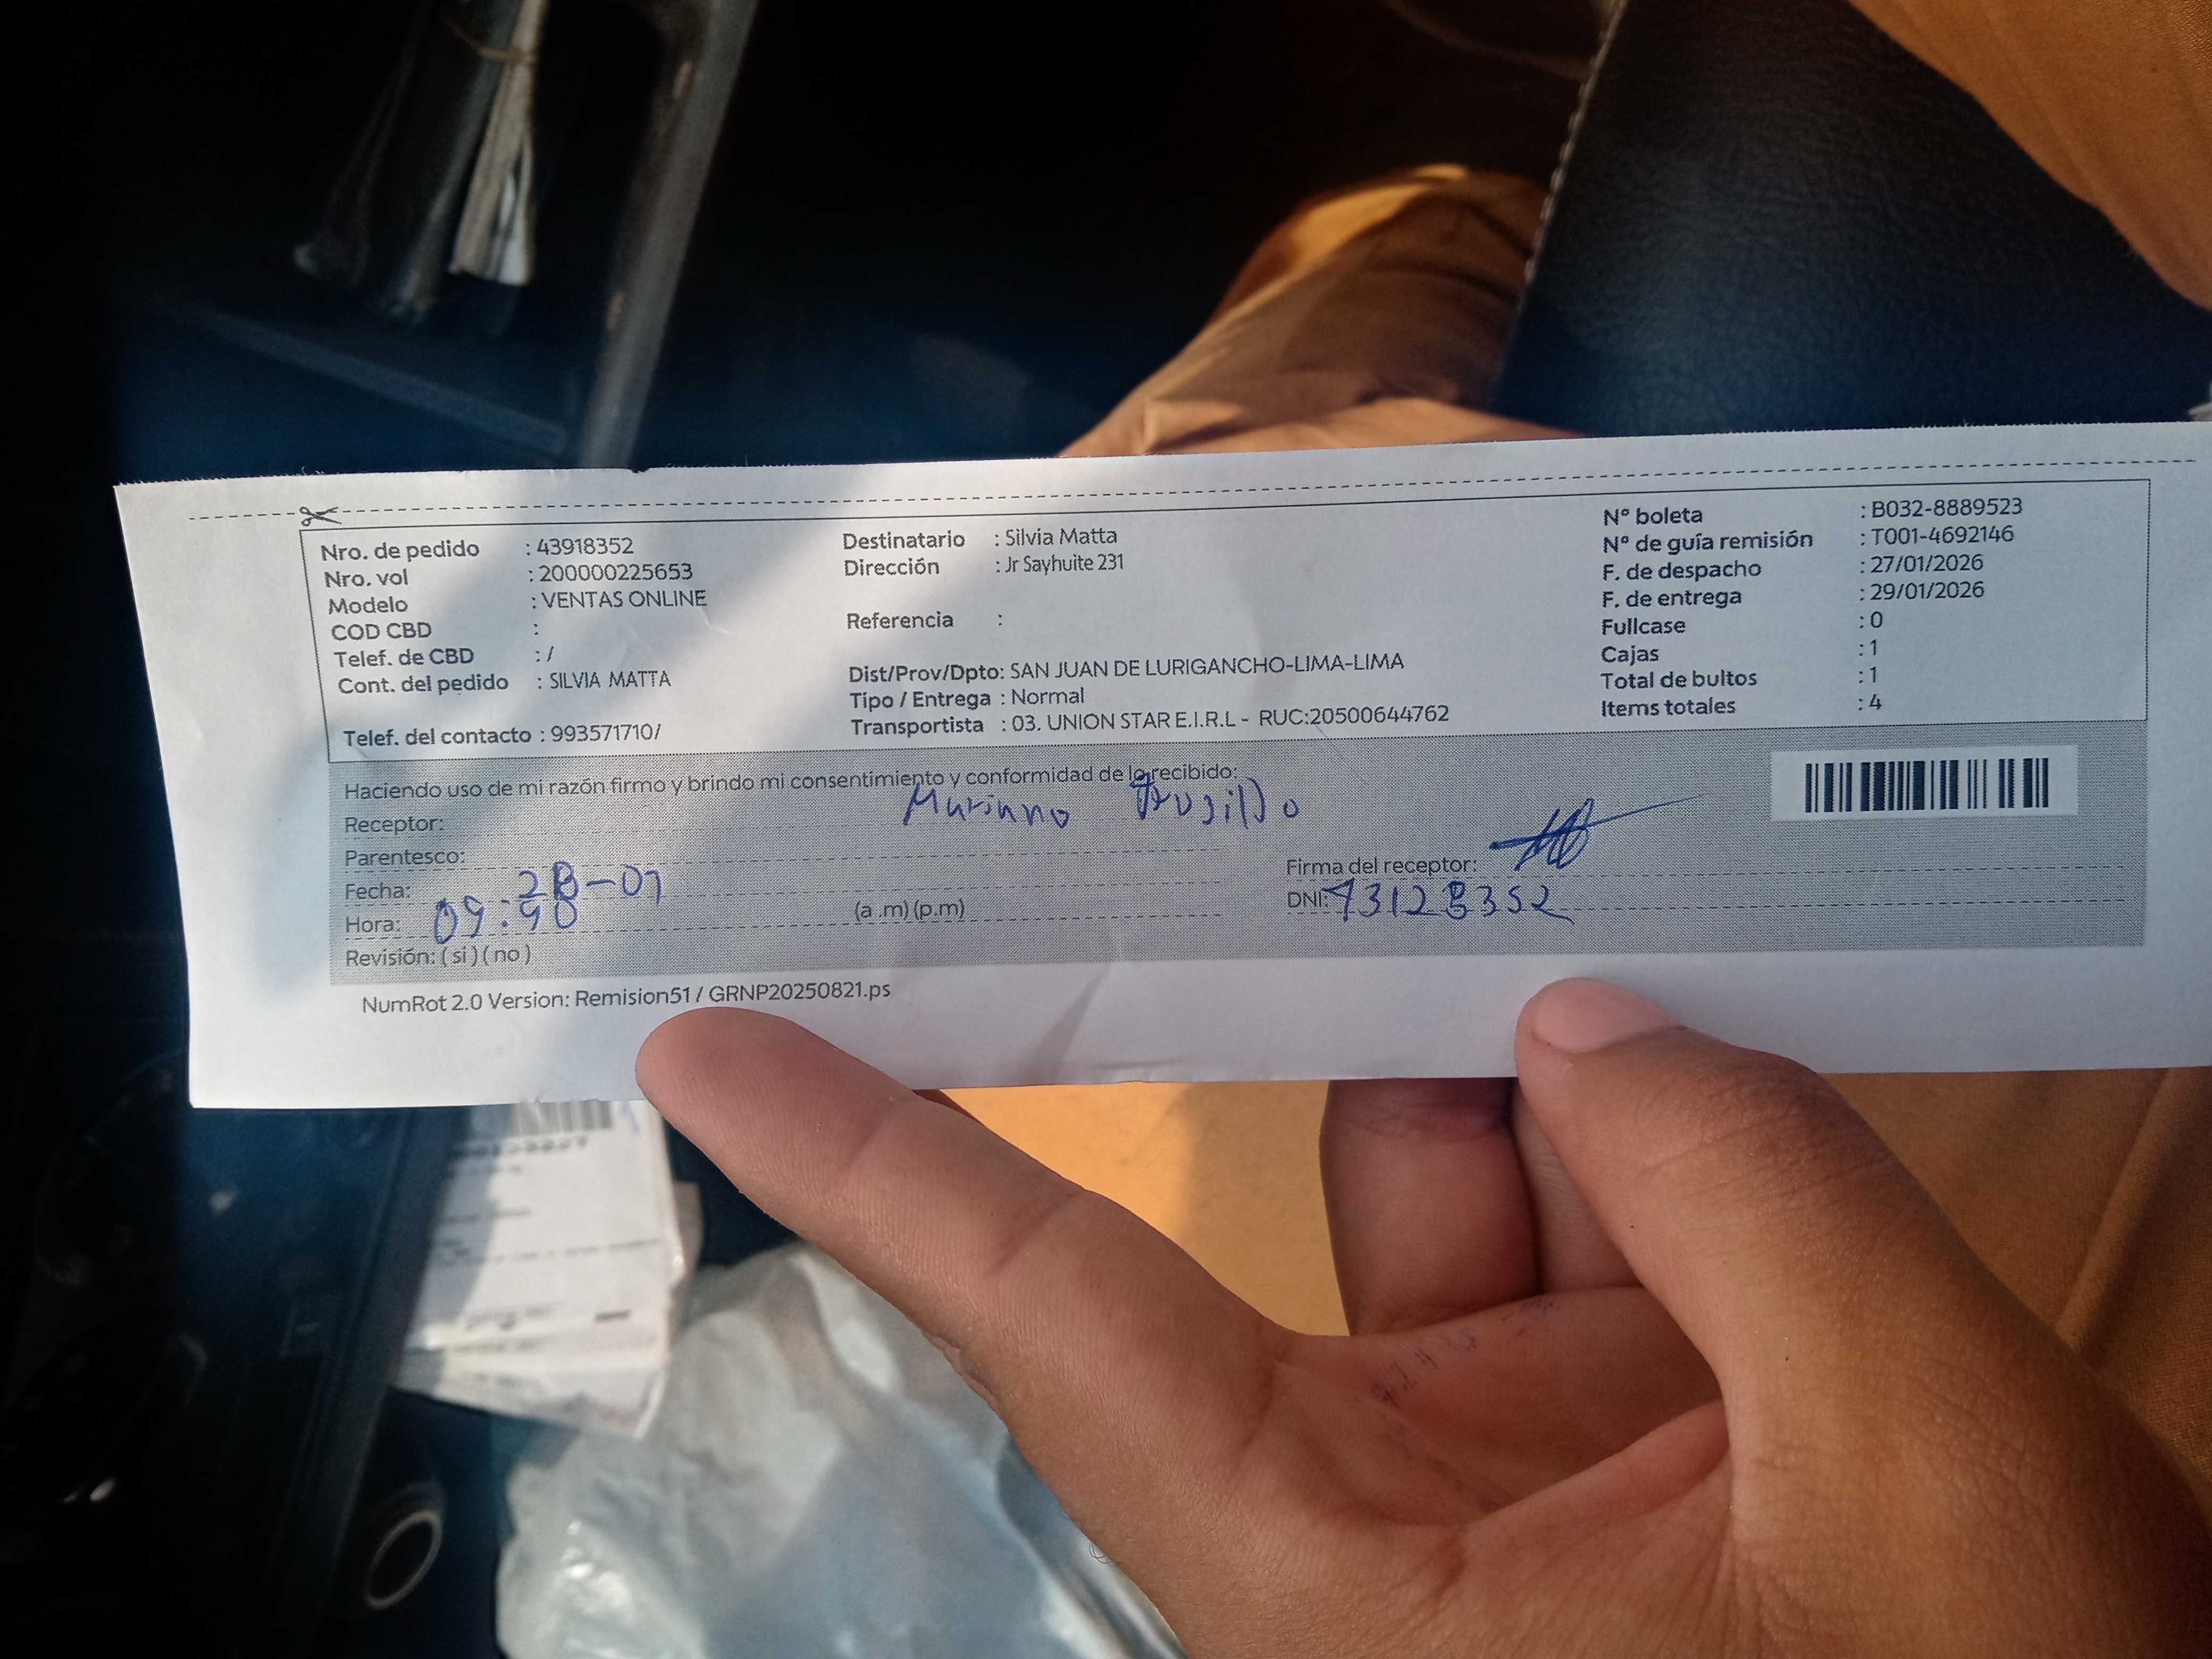 Nro. de pedido : 43918352
Nro. vol : 200000225653
Modelo : VENTAS ONLINE
COD CBD :
Telef. de CBD : /
Cont. del pedido : SILVIA MATTA
Telef. del contacto : 993571710/
Destinatario : Silvia Matta
Dirección : Jr Sayhuite 231
Referencia :
Dist/Prov/Dpto: SAN JUAN DE LURIGANCHO-LIMA-LIMA
Tipo / Entrega : Normal
Transportista : 03. UNION STAR E.I.R.L - RUC:20500644762
N° boleta : B032-8889523
N° de guía remisión : T001-4692146
F. de despacho : 27/01/2026
F. de entrega : 29/01/2026
Fullcase : 0
Cajas : 1
Total de bultos : 1
Items totales : 4
Haciendo uso de mi razón firmo y brindo mi consentimiento y conformidad de lo recibido:
Receptor: Trujillo
Parentesco:
Fecha: 28-01
Hora: 09:50 (a .m) (p.m)
Revisión: ( si ) ( no )
Firma del receptor:
DNI: 73128352
NumRot 2.0 Version: Remision51 / GRNP20250821.ps